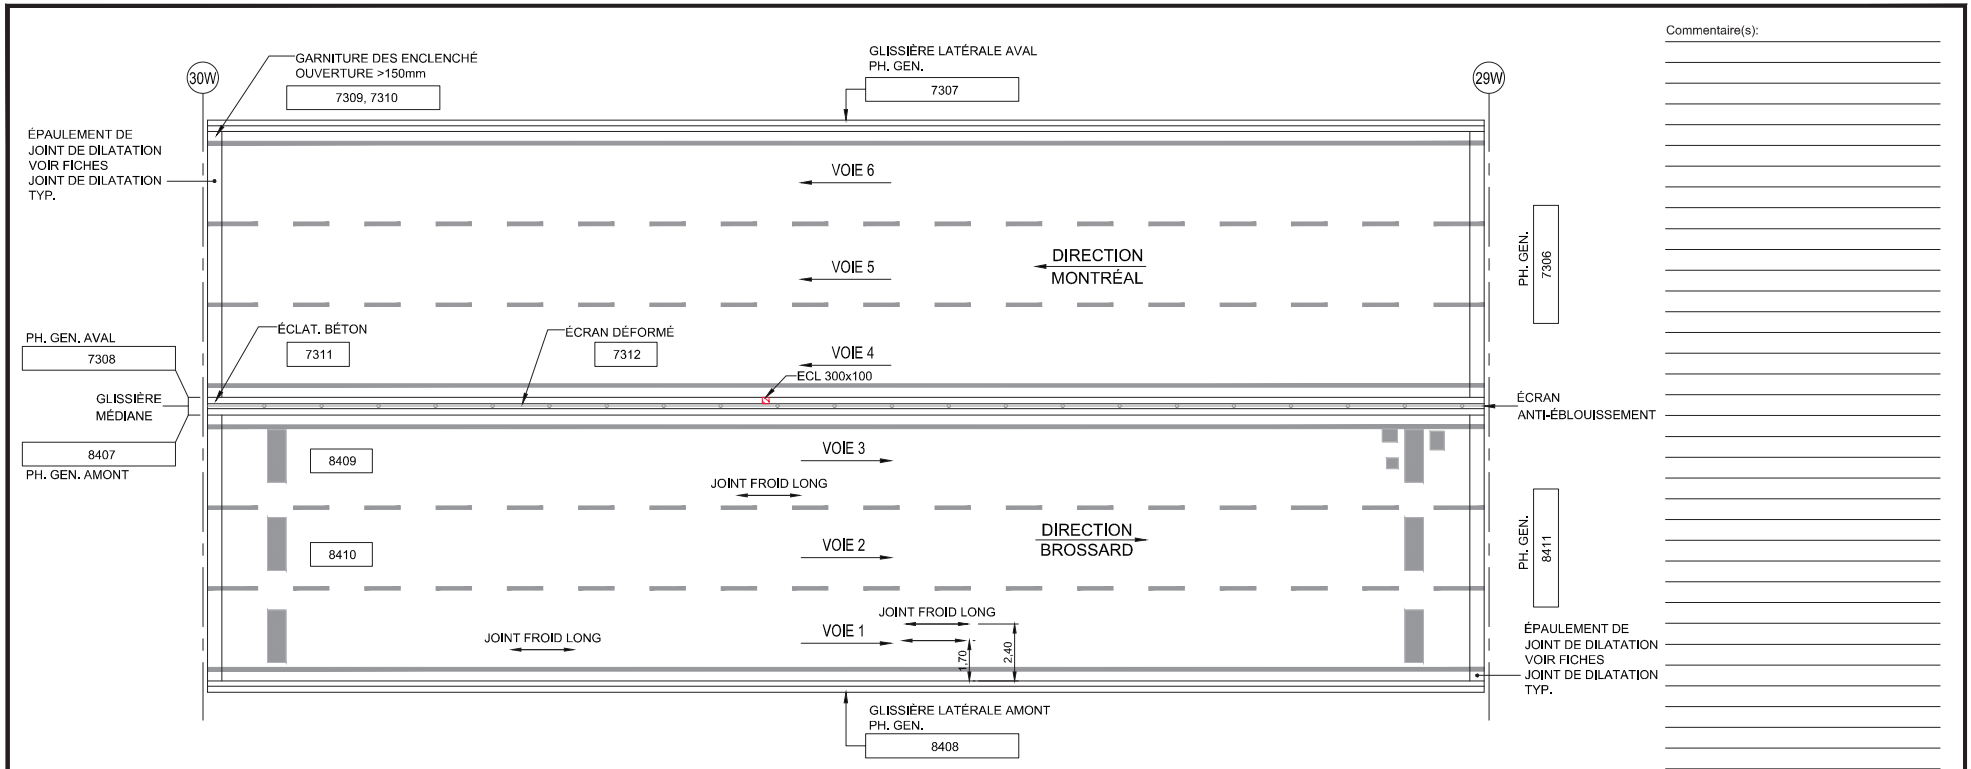 Commentaire(s):
GARNITURE DES ENCLENCHÉ
OUVERTURE >150mm
7309, 7310
GLISSIÈRE LATÉRALE AVAL
PH. GEN.
7307
30W
29W
ÉPAULEMENT DE
JOINT DE DILATATION
VOIR FICHES
JOINT DE DILATATION
TYP.
VOIE 6
VOIE 5
DIRECTION
MONTRÉAL
PH. GEN.
7306
PH. GEN. AVAL
7308
ÉCLAT. BÉTON
7311
ÉCRAN DÉFORMÉ
7312
VOIE 4
ECL 300x100
GLISSIÈRE
MÉDIANE
ÉCRAN
ANTI-ÉBLOUISSEMENT
8407
PH. GEN. AMONT
8409
VOIE 3
JOINT FROID LONG
8410
VOIE 2
DIRECTION
BROSSARD
PH. GEN.
8411
JOINT FROID LONG
VOIE 1
JOINT FROID LONG
1,70
2,40
ÉPAULEMENT DE
JOINT DE DILATATION
VOIR FICHES
JOINT DE DILATATION
TYP.
GLISSIÈRE LATÉRALE AMONT
PH. GEN.
8408